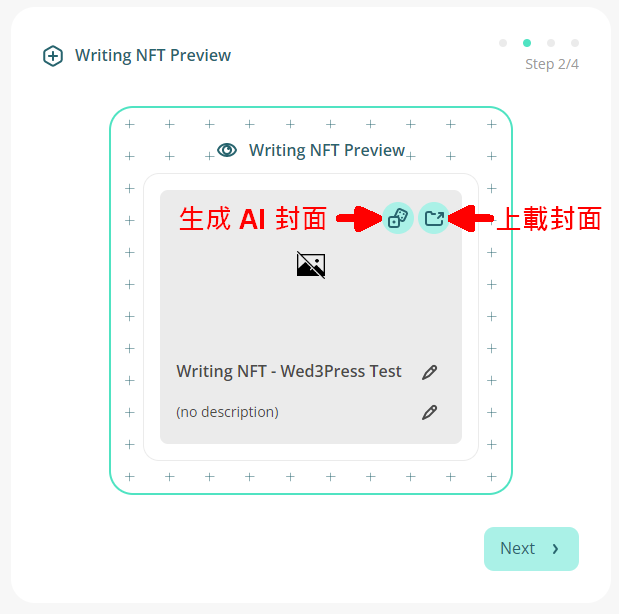 Writing NFT Preview
Step 2/4
Writing NFT Preview
生成 AI 封面
上載封面
Writing NFT - Wed3Press Test
(no description)
Next